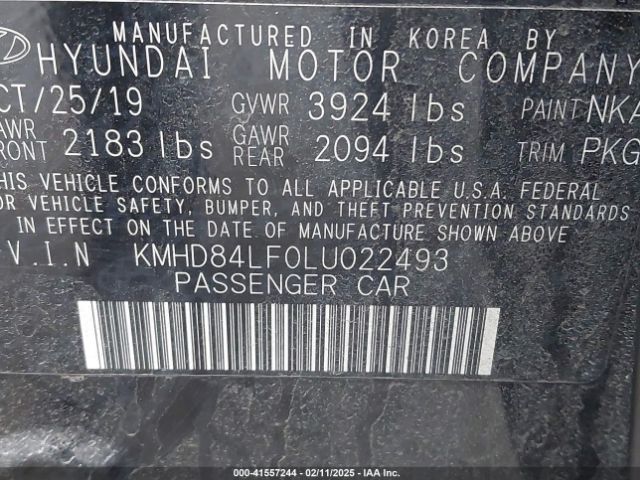 MANUFACTURED IN KOREA BY
HYUNDAI MOTOR COMPANY
CT/25/19 GVWR 3924 lbs PAINT NKA
AWR FRONT 2183 lbs GAWR REAR 2094 lbs TRIM PKG
THIS VEHICLE CONFORMS TO ALL APPLICABLE U.S.A. FEDERAL
OR VEHICLE SAFETY, BUMPER, AND THEFT PREVENTION STANDARDS
IN EFFECT ON THE DATE OF MANUFACTURE SHOWN ABOVE.
V.I.N KMHD84LF0LU022493
PASSENGER CAR
000-41557244 - 02/11/2025 - IAA Inc.